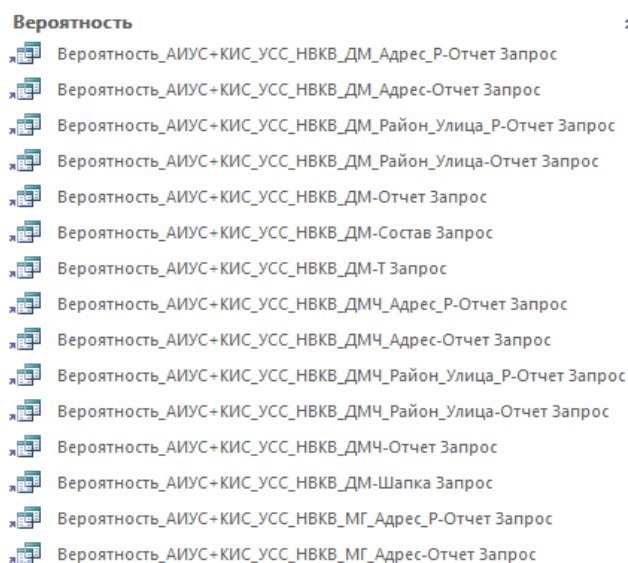 Вероятность
Вероятность_АИУС+КИС_УСС_НВКВ_ДМ_Адрес_Р-Отчет Запрос
Вероятность_АИУС+КИС_УСС_НВКВ_ДМ_Адрес-Отчет Запрос
Вероятность_АИУС+КИС_УСС_НВКВ_ДМ_Район_Улица_Р-Отчет Запрос
Вероятность_АИУС+КИС_УСС_НВКВ_ДМ_Район_Улица-Отчет Запрос
Вероятность_АИУС+КИС_УСС_НВКВ_ДМ-Отчет Запрос
Вероятность_АИУС+КИС_УСС_НВКВ_ДМ-Состав Запрос
Вероятность_АИУС+КИС_УСС_НВКВ_ДМ-Т Запрос
Вероятность_АИУС+КИС_УСС_НВКВ_ДМЧ_Адрес_Р-Отчет Запрос
Вероятность_АИУС+КИС_УСС_НВКВ_ДМЧ_Адрес-Отчет Запрос
Вероятность_АИУС+КИС_УСС_НВКВ_ДМЧ_Район_Улица_Р-Отчет Запрос
Вероятность_АИУС+КИС_УСС_НВКВ_ДМЧ_Район_Улица-Отчет Запрос
Вероятность_АИУС+КИС_УСС_НВКВ_ДМЧ-Отчет Запрос
Вероятность_АИУС+КИС_УСС_НВКВ_ДМ-Шапка Запрос
Вероятность_АИУС+КИС_УСС_НВКВ_МГ_Адрес_Р-Отчет Запрос
Вероятность_АИУС+КИС_УСС_НВКВ_МГ_Адрес-Отчет Запрос